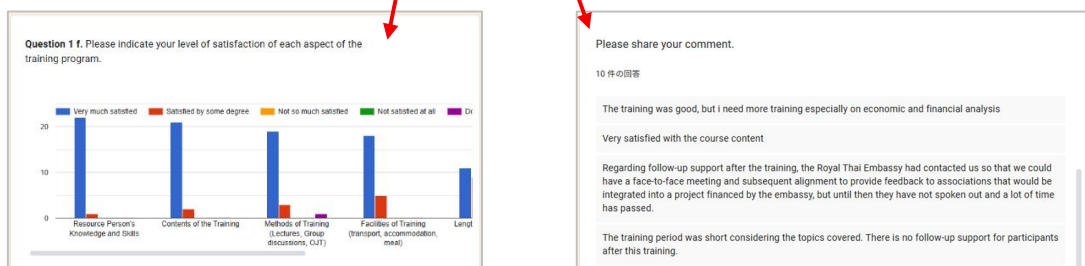 Question 1 f. Please indicate your level of satisfaction of each aspect of the
training program.
Very much satisfied Satisfied by some degree Not so much satisfied Not satisfied at all
20
10
0
Resource Person's
Knowledge and Skills
Contents of the Training
Methods of Training
(Lectures, Group
discussions, OJT)
Facilities of Training
(transport, accommodation,
meal)
Lengt
Please share your comment.
10 件の回答
The training was good, but i need more training especially on economic and financial analysis
Very satisfied with the course content
Regarding follow-up support after the training, the Royal Thai Embassy had contacted us so that we could
have a face-to-face meeting and subsequent alignment to provide feedback to associations that would be
integrated into a project financed by the embassy, but until then they have not spoken out and a lot of time
has passed.
The training period was short considering the topics covered. There is no follow-up support for participants
after this training.